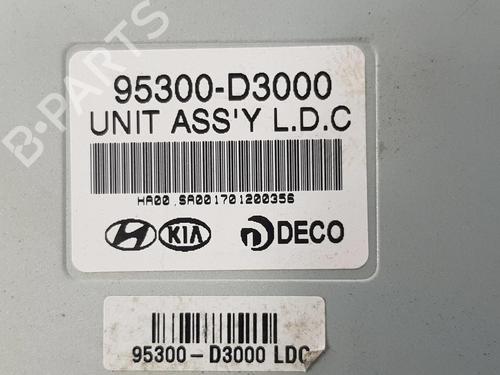 95300-D3000
UNIT ASS'Y L.D.C
HA00 .SA001701200356
KIA DECO
95300-D3000 LDC
B-PARTS